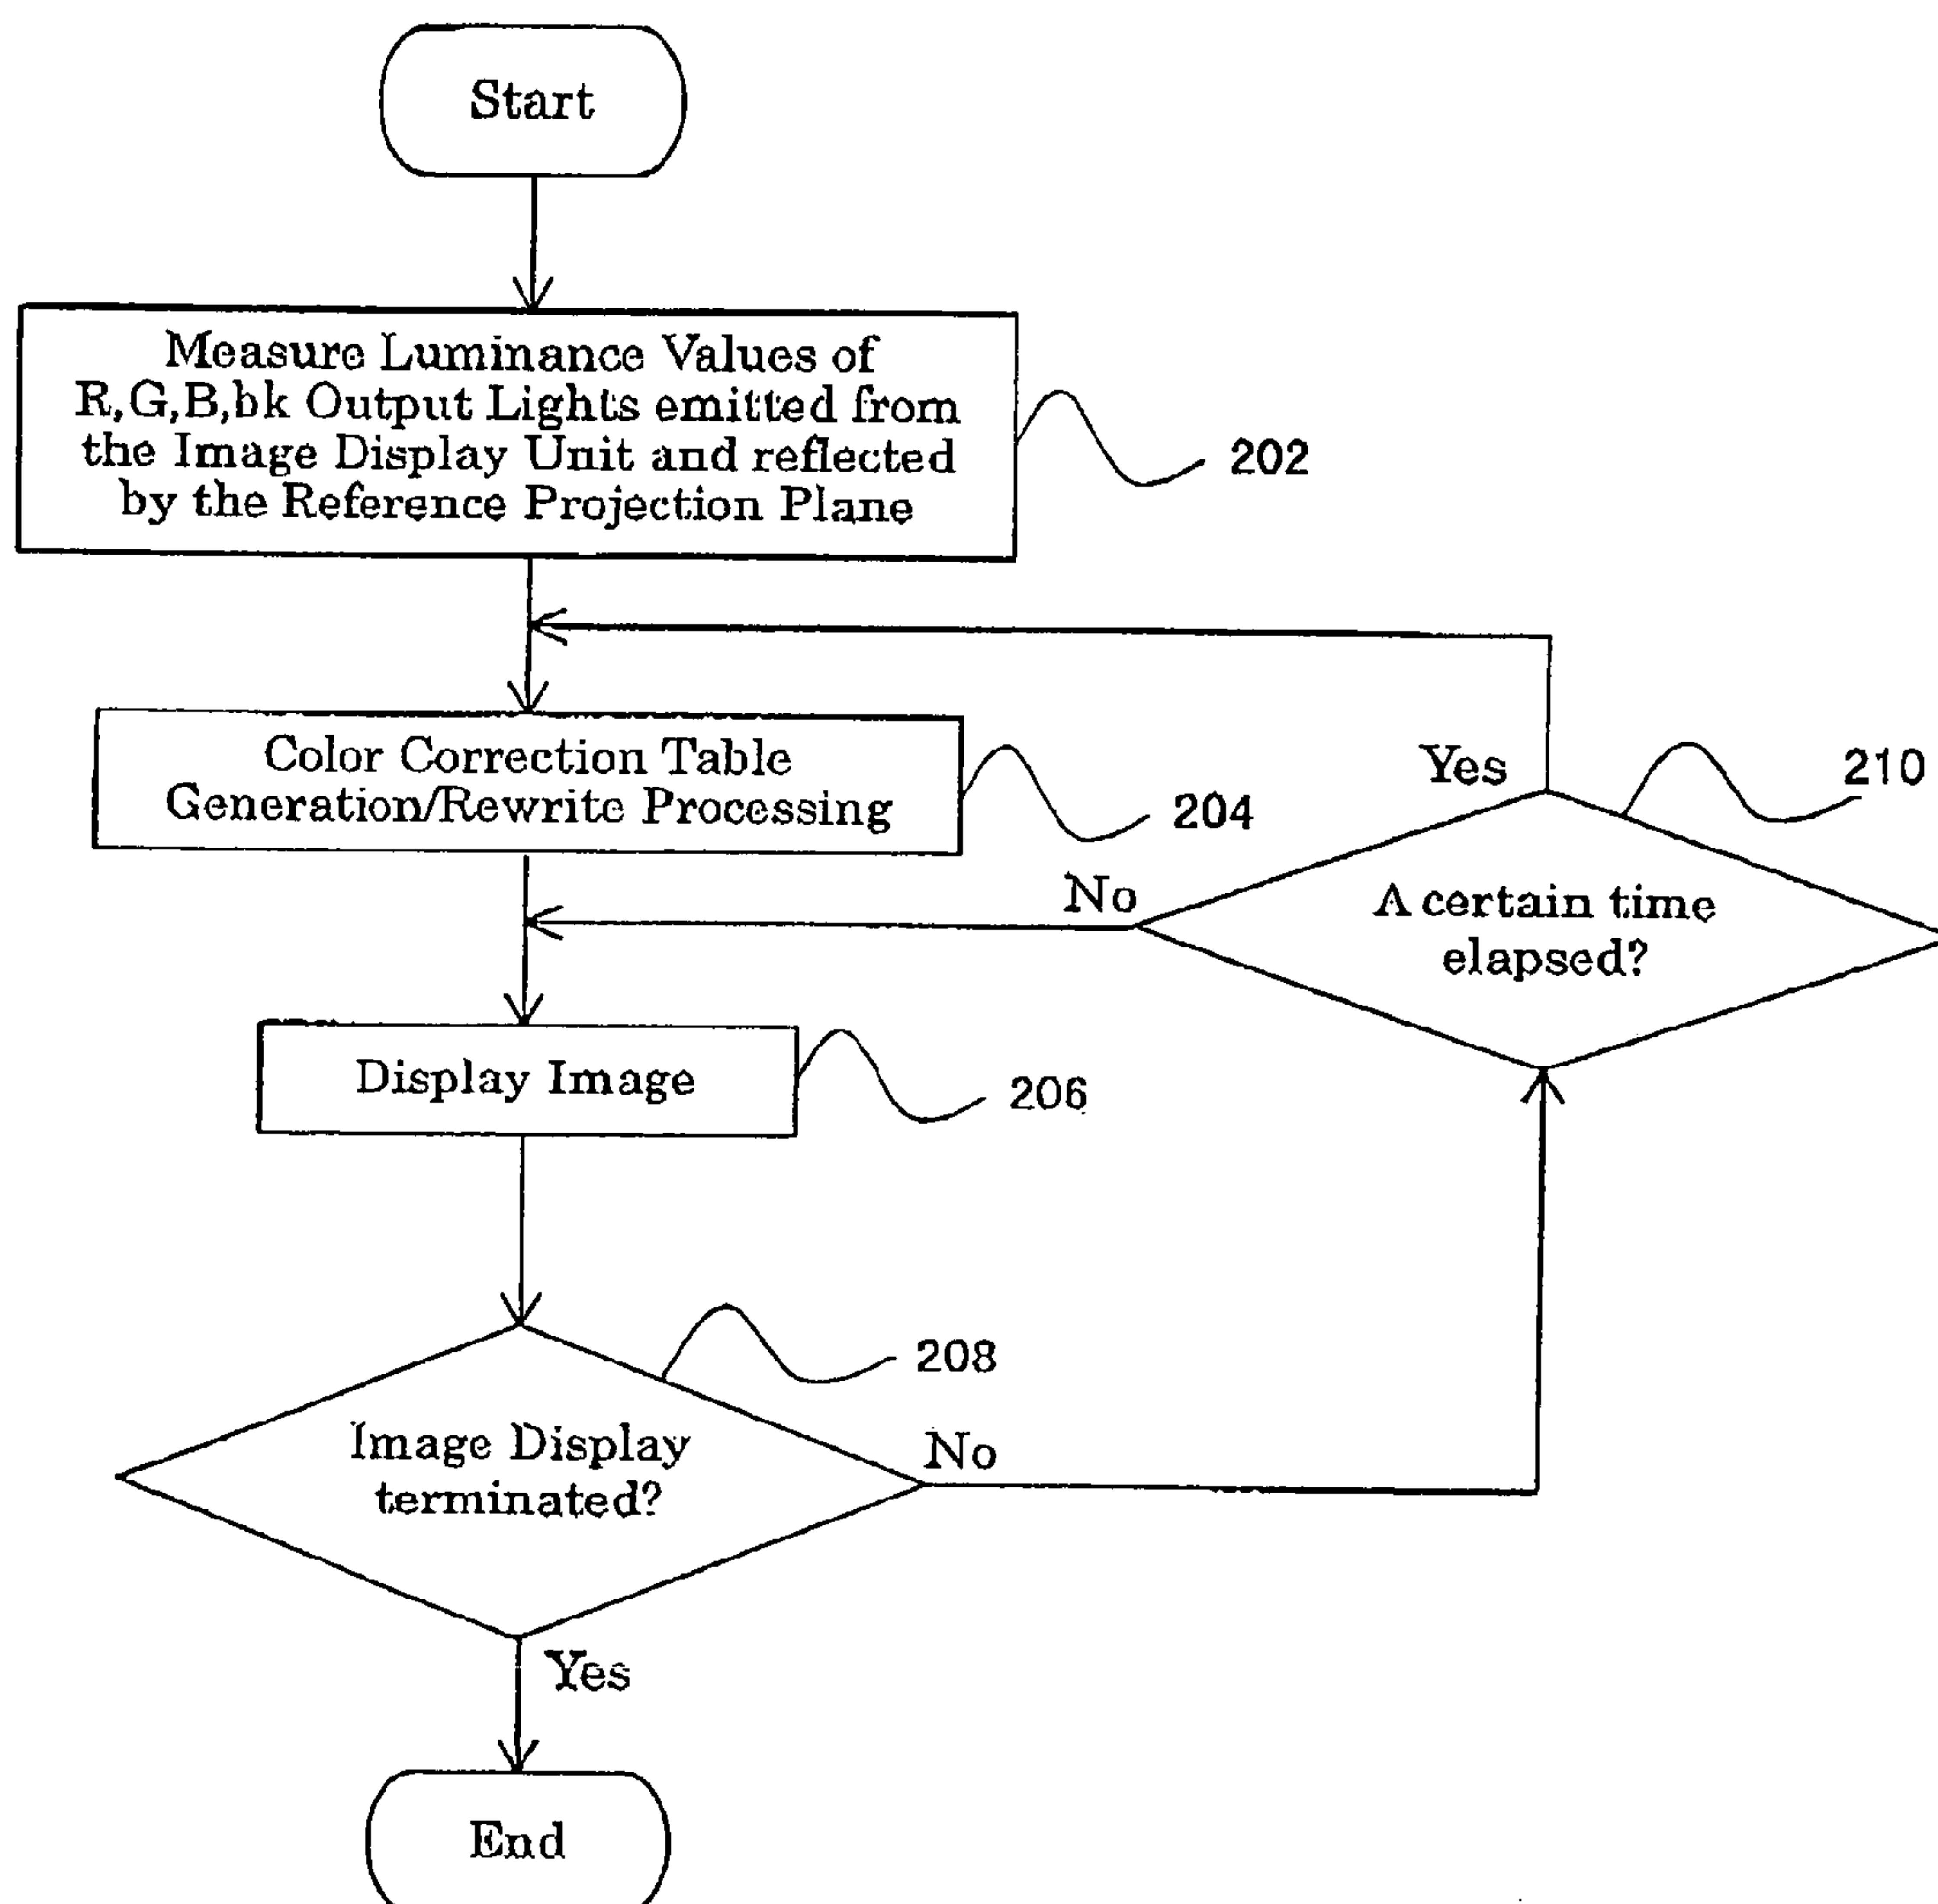 Start
Measure Luminance Values of
R,G,B,bk Output Lights emitted from
the Image Display Unit and reflected
by the Reference Projection Plane
202
Color Correction Table
Generation/Rewrite Processing
204
Yes
210
No
A certain time
elapsed?
Display Image
206
208
Image Display
terminated?
No
Yes
End